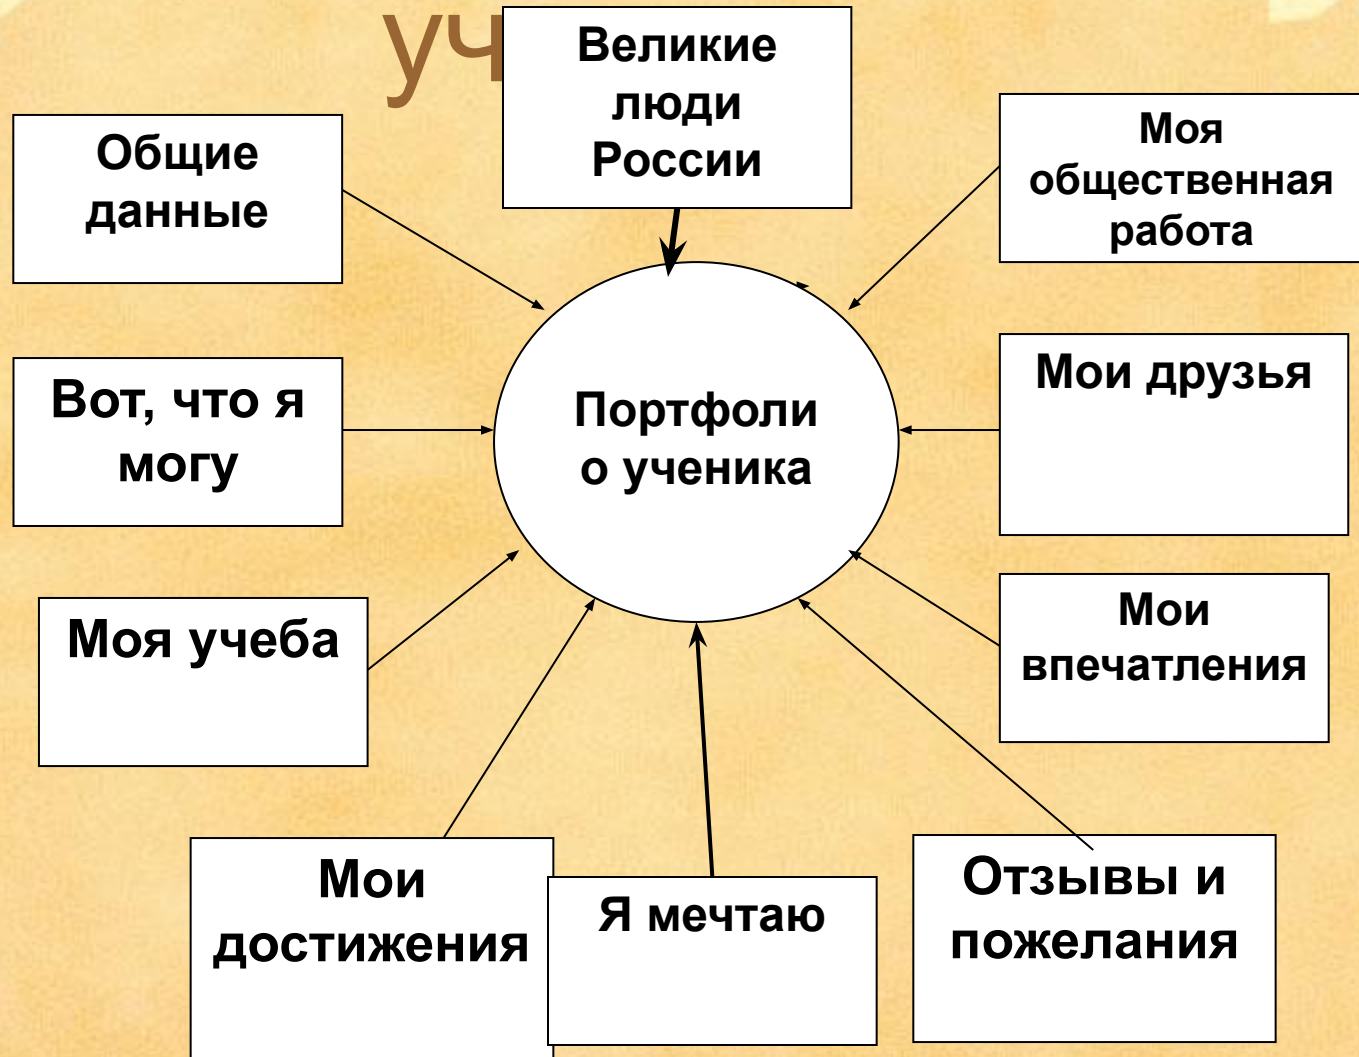 уч
Великие
люди
России
Общие
данные
Моя
общественная
работа
Вот, что я
могу
Портфоли
о ученика
Мои друзья
Моя учеба
Мои
впечатления
Мои
достижения
Я мечтаю
Отзывы и
пожелания